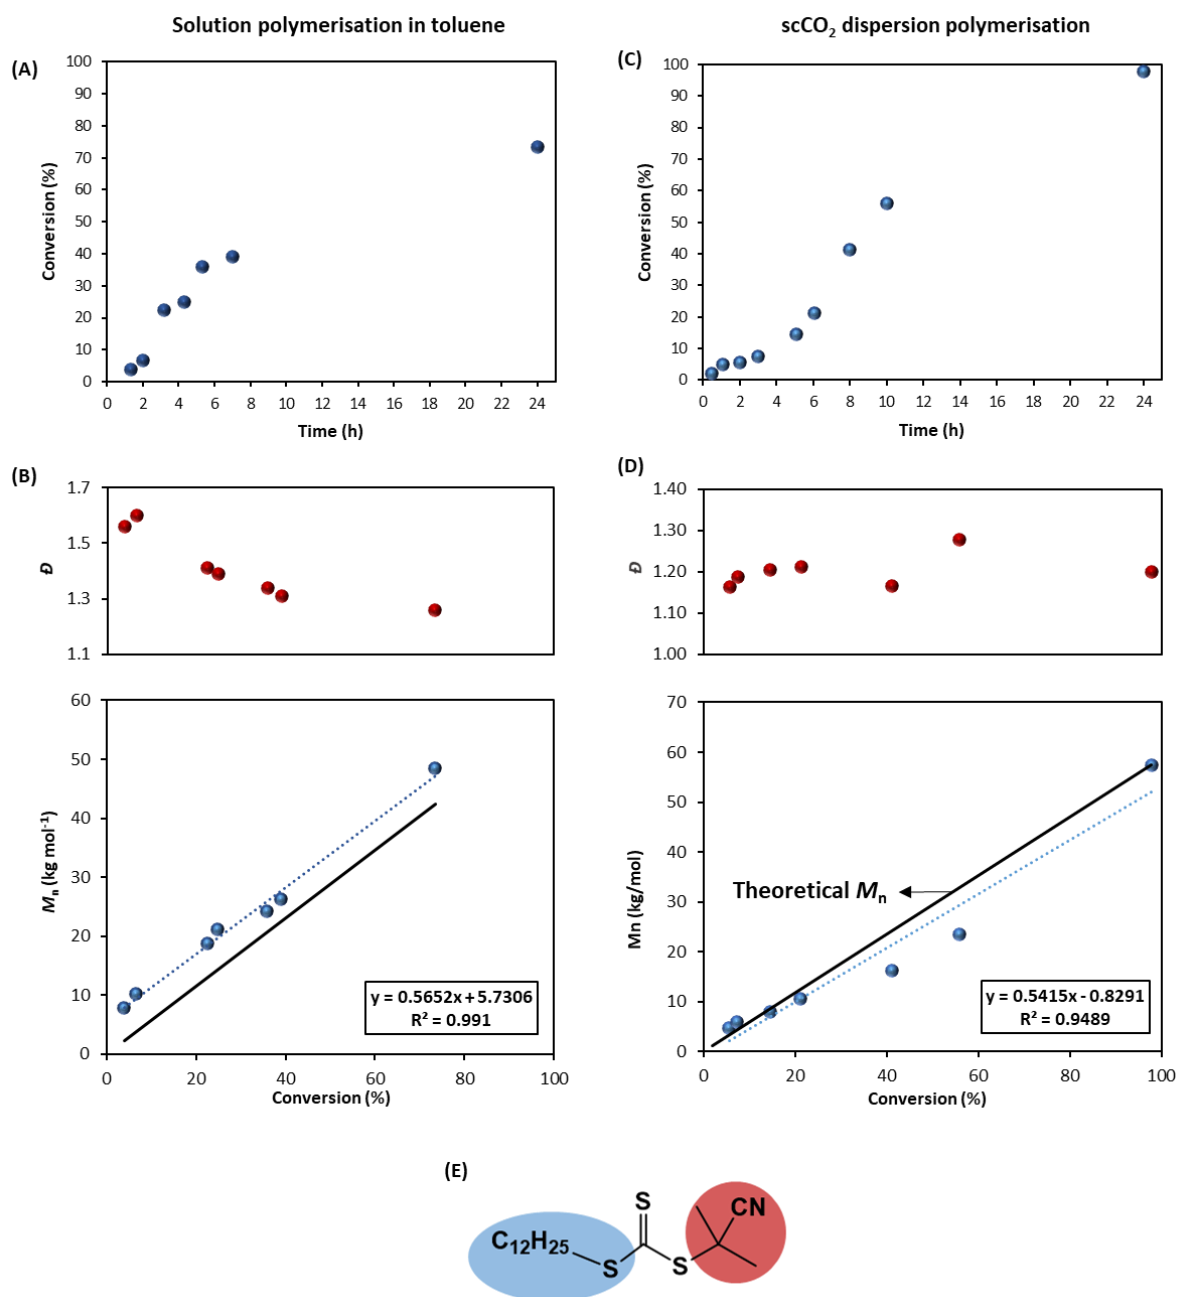 Solution polymerisation in toluene
scCO2 dispersion polymerisation
(A)
100
90
80
70
60
50
40
30
20
10
0
Conversion (%)
0 2 4 6 8 10 12 14 16 18 20 22 24
Time (h)
(C)
100
90
80
70
60
50
40
30
20
10
0
Conversion (%)
0 2 4 6 8 10 12 14 16 18 20 22 24
Time (h)
(B)
1.7
1.5
1.3
1.1
Đ
60
50
40
30
20
10
0
Mn (kg mol-1)
y = 0.5652x + 5.7306
R² = 0.991
0 20 40 60 80 100
Conversion (%)
(D)
1.40
1.30
1.20
1.10
1.00
Đ
70
60
50
40
30
20
10
0
Mn (kg/mol)
Theoretical Mn
y = 0.5415x - 0.8291
R² = 0.9489
0 20 40 60 80 100
Conversion (%)
(E)
S
CN
C12H25
S
S